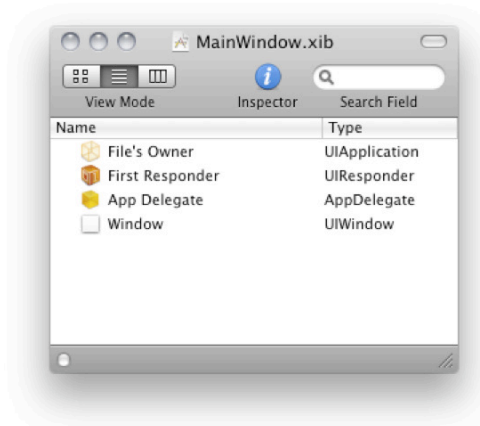 MainWindow.xib
View Mode Inspector Search Field
Name Type
File's Owner UIApplication
First Responder UIResponder
App Delegate AppDelegate
Window UIWindow